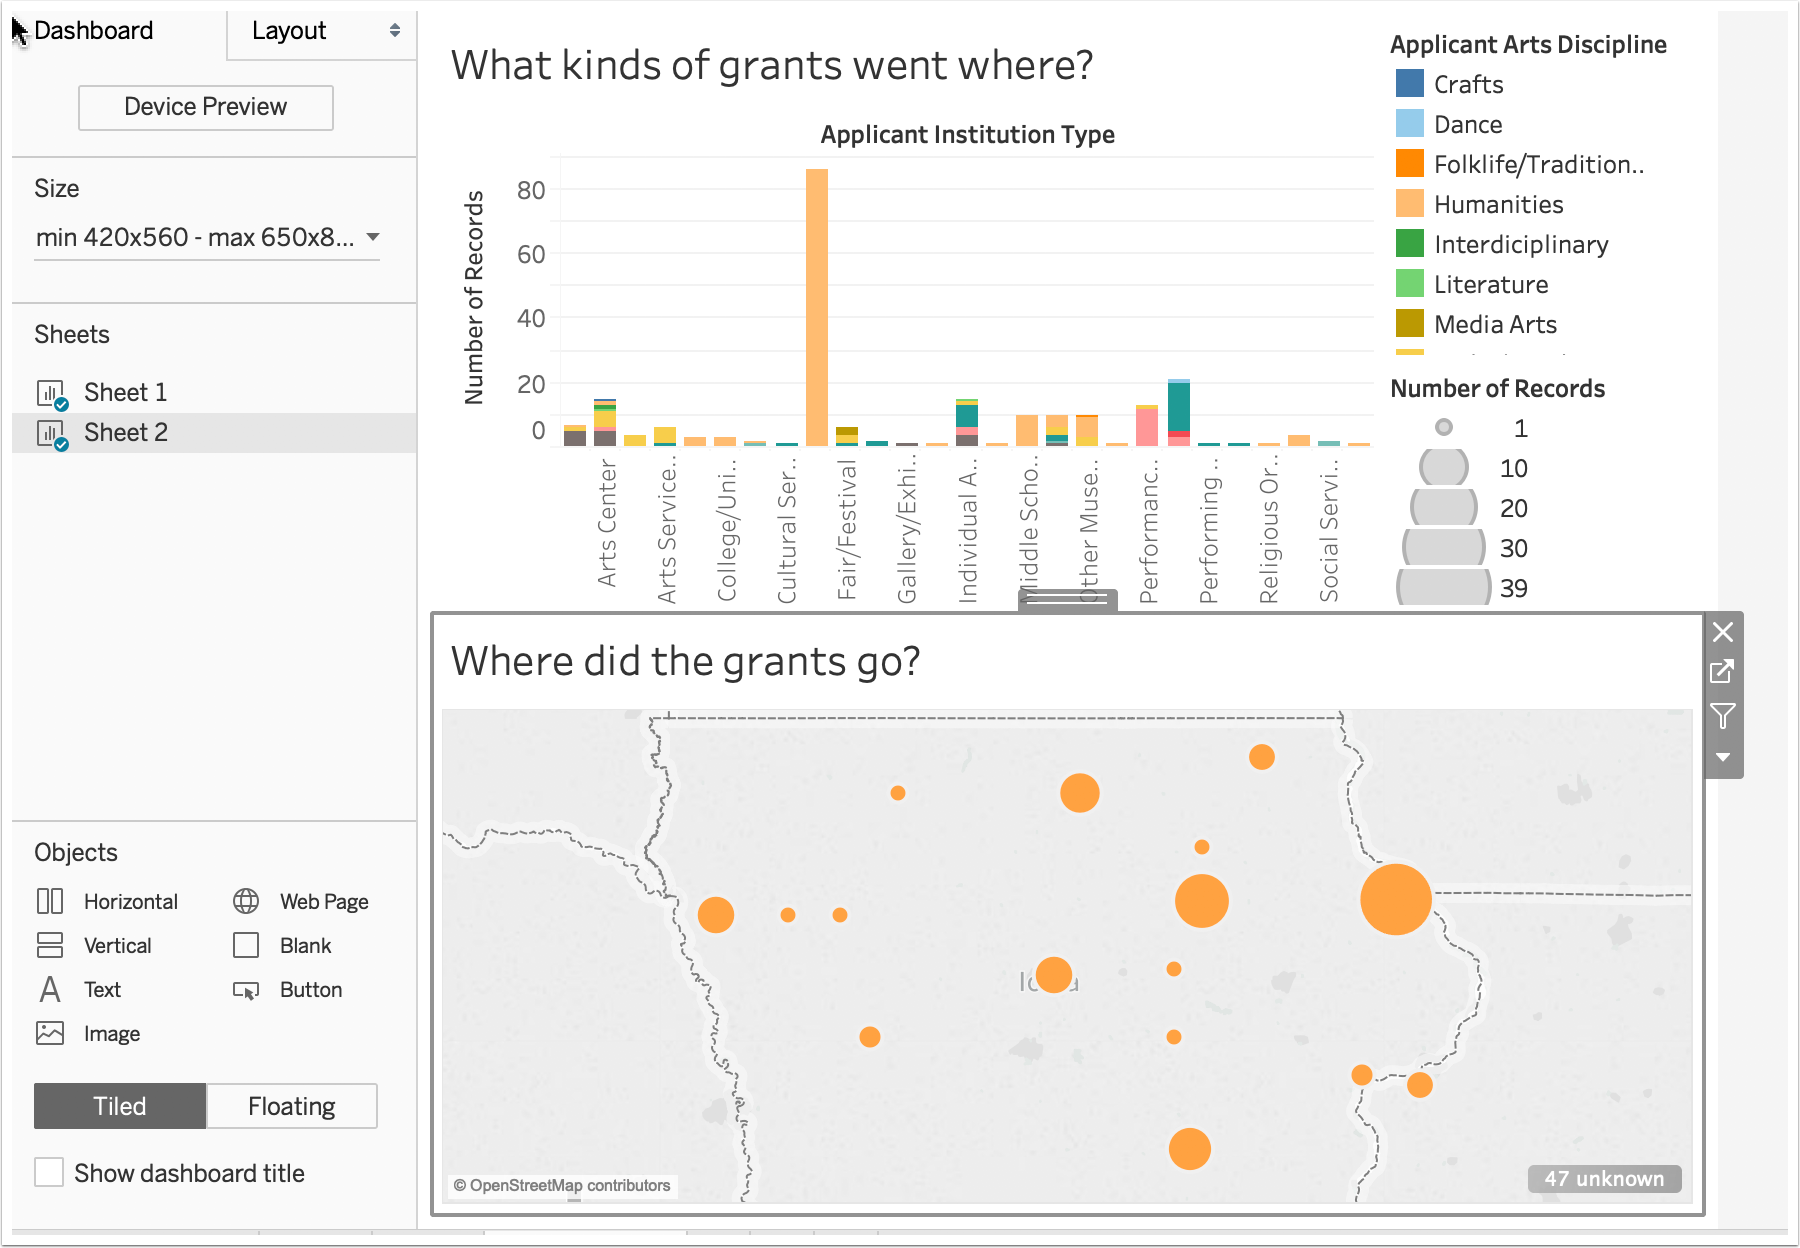 Dashboard
Layout
Device Preview
Size
min 420x560 - max 650x8...
Sheets
Sheet 1
Sheet 2
Objects
Horizontal
Web Page
Vertical
Blank
Text
Button
Image
Tiled
Floating
Show dashboard title
What kinds of grants went where?
Applicant Institution Type
Number of Records
80
60
40
20
0
Arts Center
Arts Service..
College/Uni..
Cultural Ser..
Fair/Festival
Gallery/Exhi..
Individual A..
Middle Scho..
Other Muse..
Performanc..
Performing ..
Religious Or..
Social Servi..
Applicant Arts Discipline
Crafts
Dance
Folklife/Tradition..
Humanities
Interdiciplinary
Literature
Media Arts
Number of Records
1
10
20
30
39
Where did the grants go?
© OpenStreetMap contributors
47 unknown